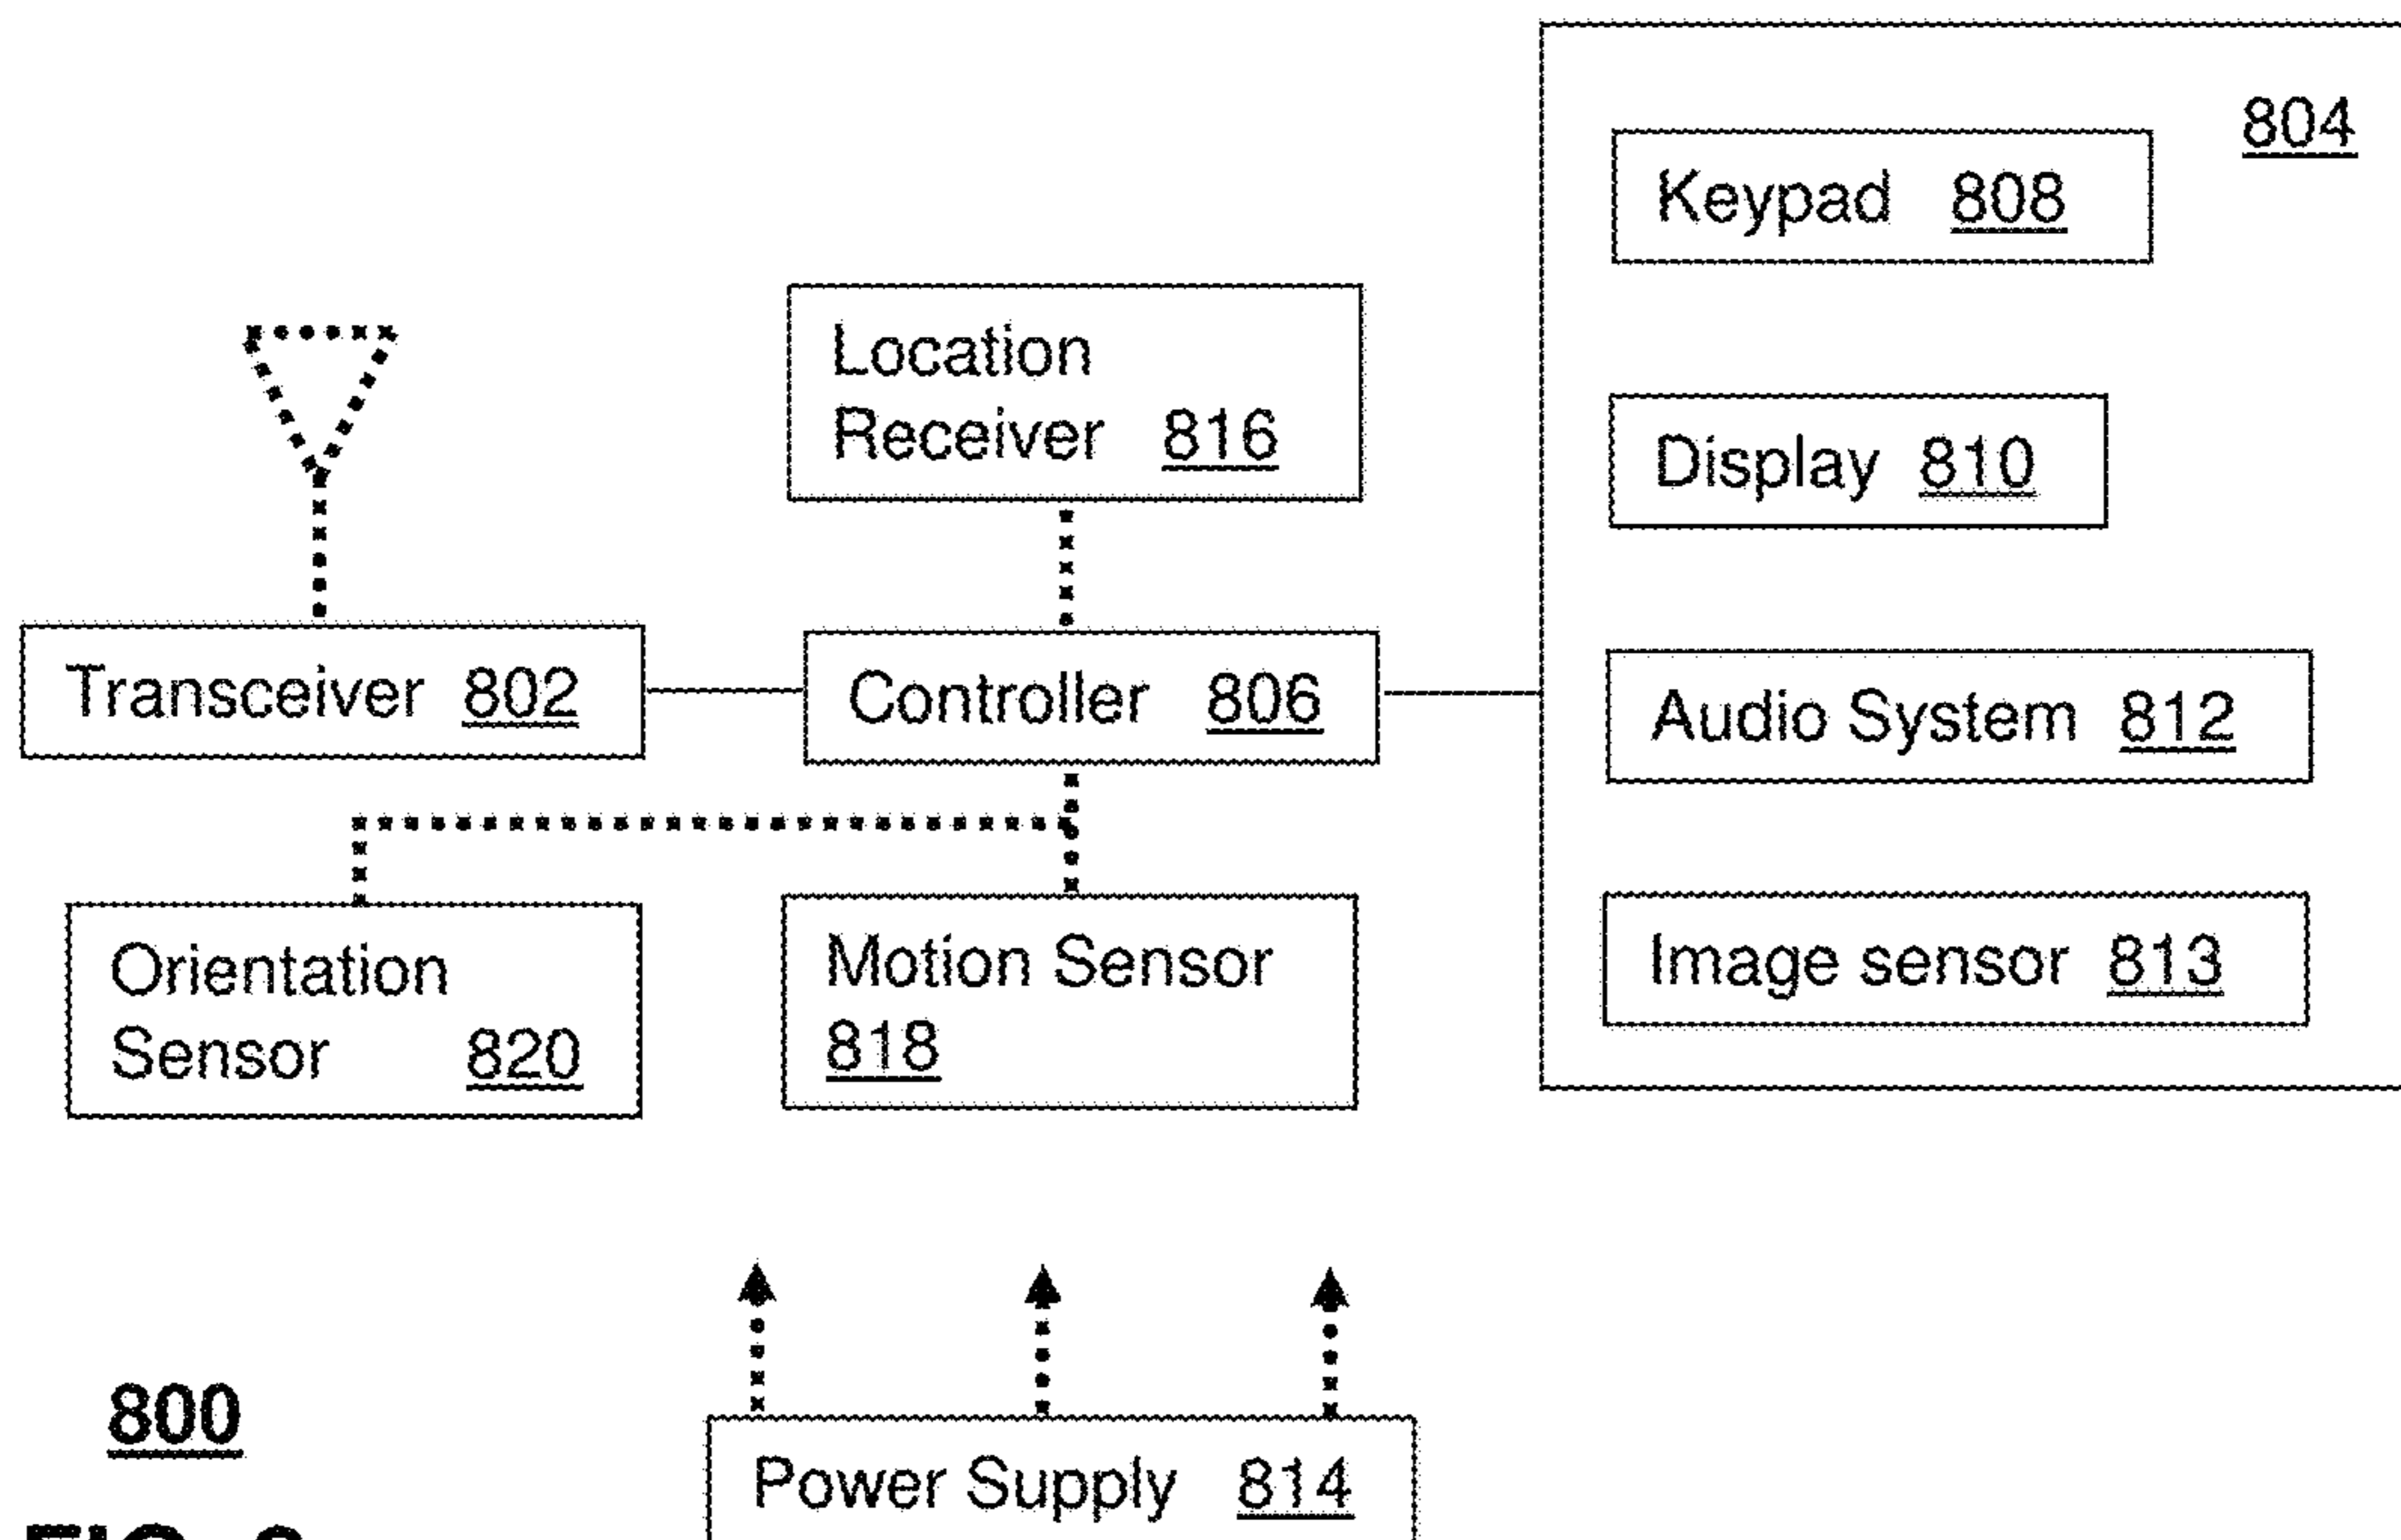 804
Keypad 808
Location
Receiver 816
Display 810
Transceiver 802
Controller 806
Audio System 812
Orientation
Sensor 820
Motion Sensor
818
Image sensor 813
800
Power Supply 814